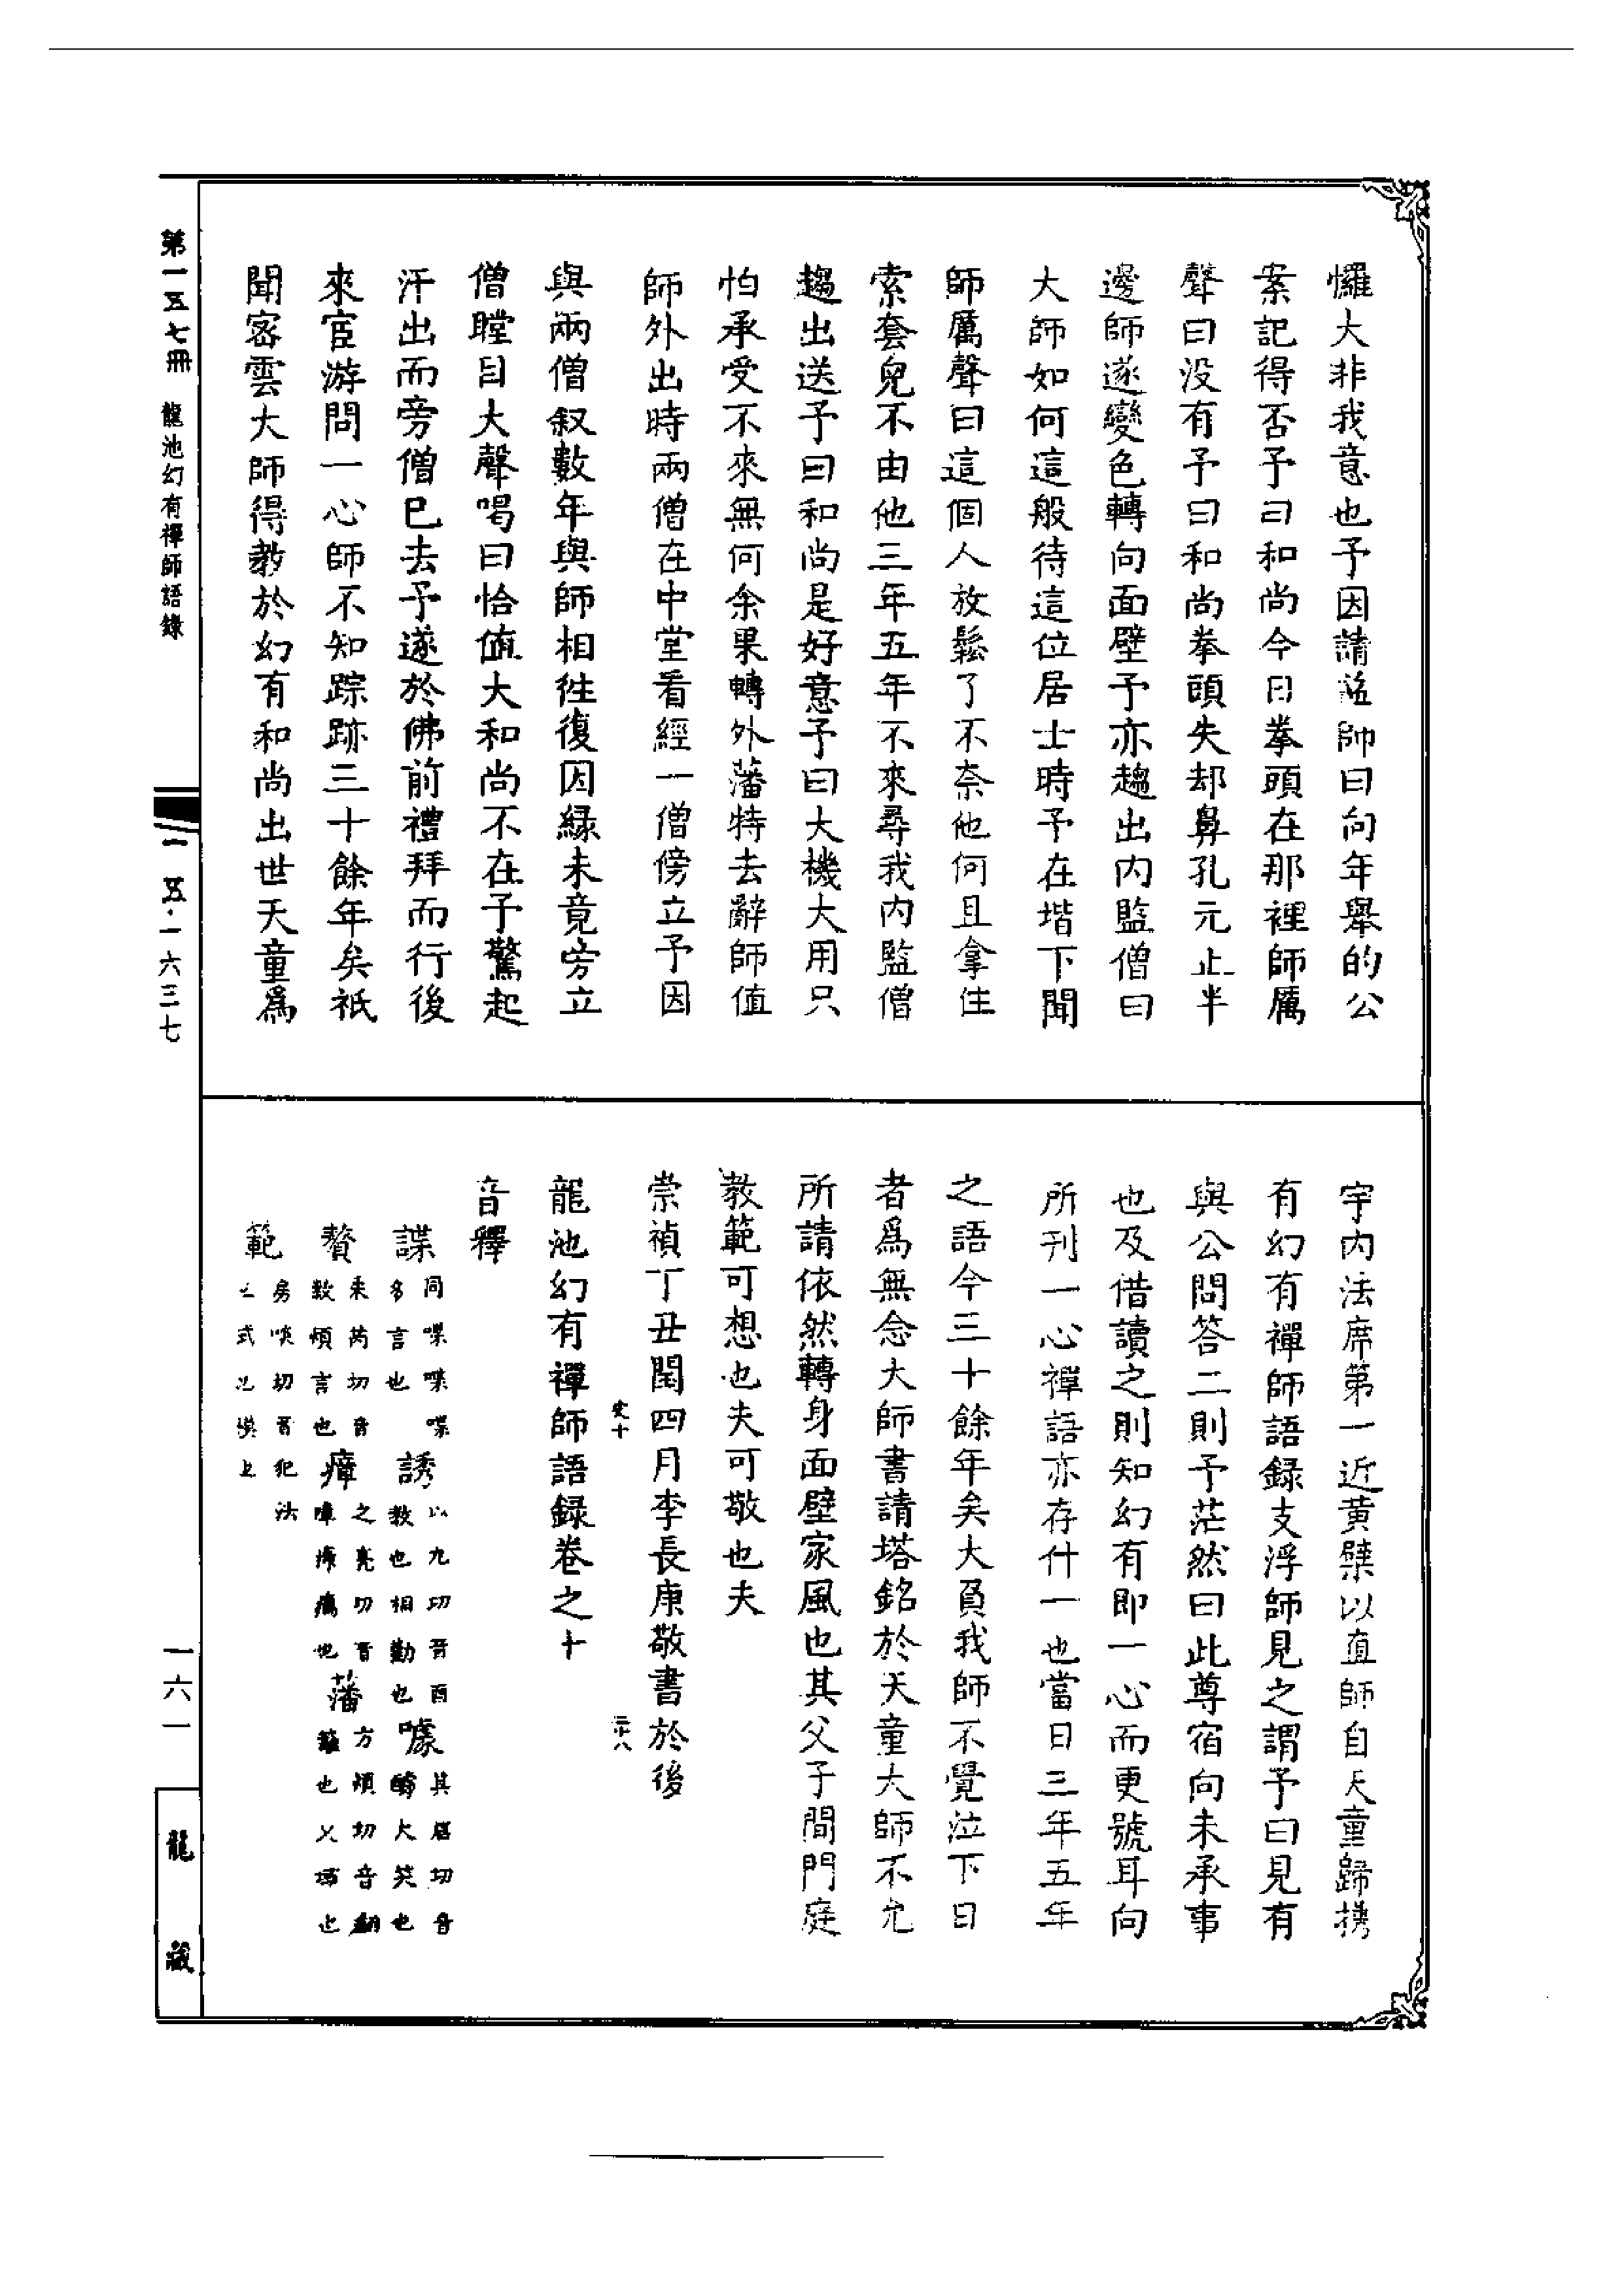 懼大非我意也予因請詣師曰向年舉的公
案記得否予曰和尚今日拳頭在那裡師厲
聲曰没有予曰和尚拳頭失却鼻孔元止半
邊師遂變色轉向面壁予亦趨出内監僧曰
大師如何這般待這位居士時予在堦下聞
師厲聲曰這個人放鬆了不奈他何且拿住
索套兒不由他三年五年不來尋我内監僧
趨出送予曰和尚是好意予曰大機大用只
怕承受不來無何余果轉外藩特去辭師值
師外出時兩僧在中堂看經一僧傍立予因
與兩僧叙數年與師相徃復因緑未竟旁立
僧瞠目大聲喝曰恰值大和尚不在予驚起
汗出而旁僧巳去予遂於佛前禮拜而行後
來宦游問一心師不知踪跡三十餘年矣祇
聞宻雲大師得教於幻有和尚出世天童爲
宇内法席第一近黄檗以直師自天童歸携
有幻有禪師語録支浮師見之謂予曰見有
與公問答二則予茫然曰此尊宿向未承事
也及借讀之則知幻有即一心而更號耳向
所刊一心禪語亦存什一也當日三年五年
之語今三十餘年矣大負我師不覺泣下日
者爲無念大師書請塔銘於天童大師不允
所請依然轉身面壁家風也其父子間門庭
教範可想也夫可敬也夫
崇禎丁丑閏四月李長康敬書於後
史十
龍池幻有禪師語録卷之十
音釋
諜 同喋喋喋
多言也
誘 以九切音酉
教也相勸也
噱 其虐切音
大笑也
贅 朱芮切音
數煩言也
瘴 之亮切音
瘴癘也
藩 方煩切音翻
籬也又域也
範 房啖切音犯法
也式也模也
第一五七冊 龍池幻有禪師語錄
五·一六三七
一六一
龍藏